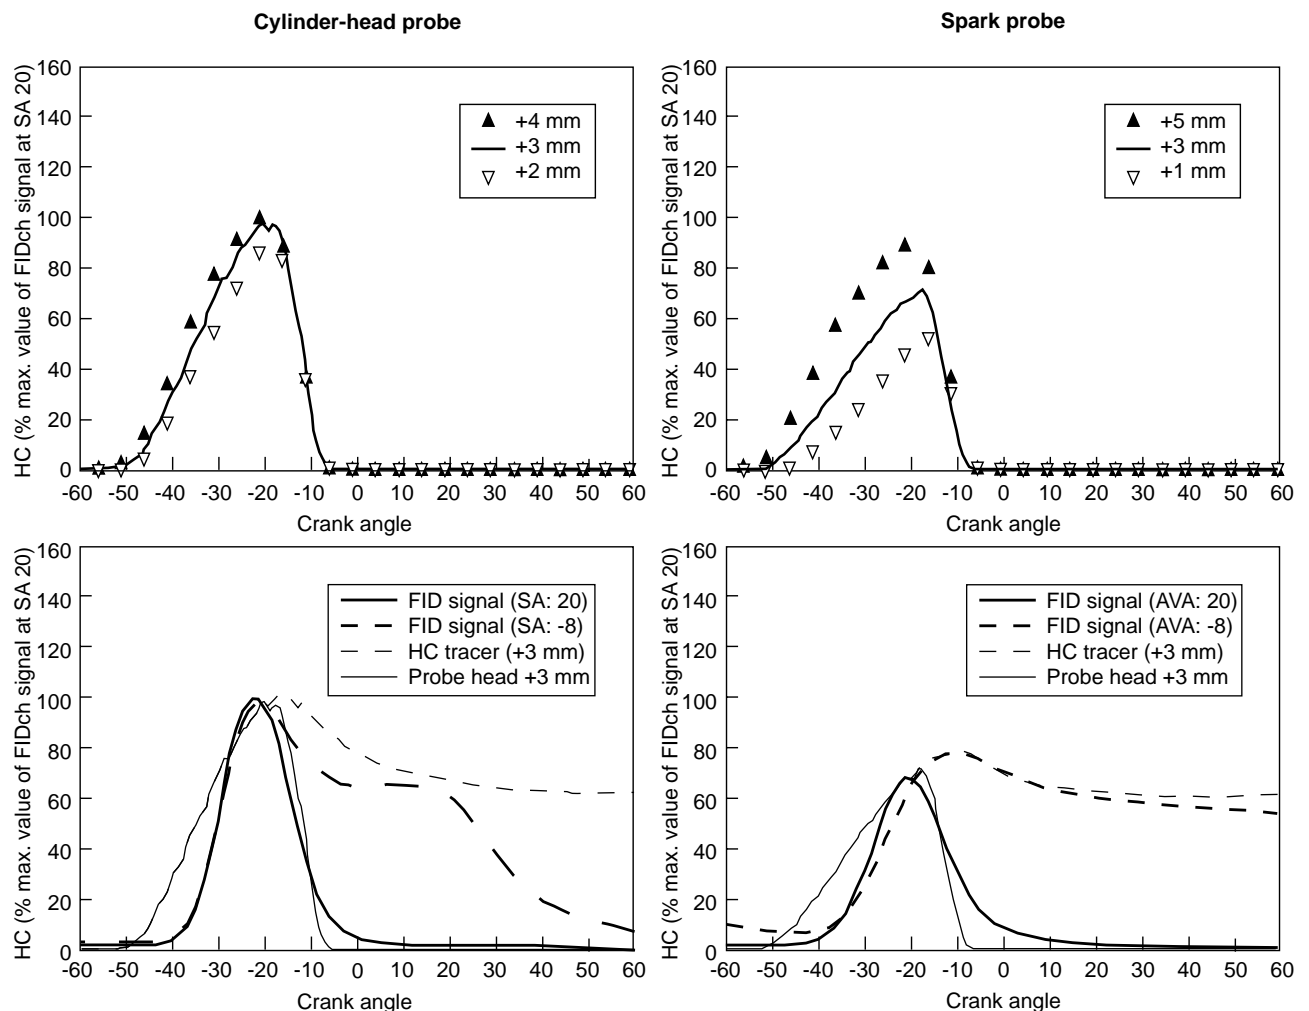 Cylinder-head probe
Spark probe
HC (% max. value of FIDch signal at SA 20)
160
140
120
100
80
60
40
20
0
+4 mm
+3 mm
+2 mm
-60 -50 -40 -30 -20 -10 0 10 20 30 40 50 60
Crank angle
HC (% max. value of FIDch signal at SA 20)
160
140
120
100
80
60
40
20
0
+5 mm
+3 mm
+1 mm
-60 -50 -40 -30 -20 -10 0 10 20 30 40 50 60
Crank angle
HC (% max. value of FIDch signal at SA 20)
160
140
120
100
80
60
40
20
0
FID signal (SA: 20)
FID signal (SA: -8)
HC tracer (+3 mm)
Probe head +3 mm
-60 -50 -40 -30 -20 -10 0 10 20 30 40 50 60
Crank angle
HC (% max. value of FIDch signal at SA 20)
160
140
120
100
80
60
40
20
0
FID signal (AVA: 20)
FID signal (AVA: -8)
HC tracer (+3 mm)
Probe head +3 mm
-60 -50 -40 -30 -20 -10 0 10 20 30 40 50 60
Crank angle